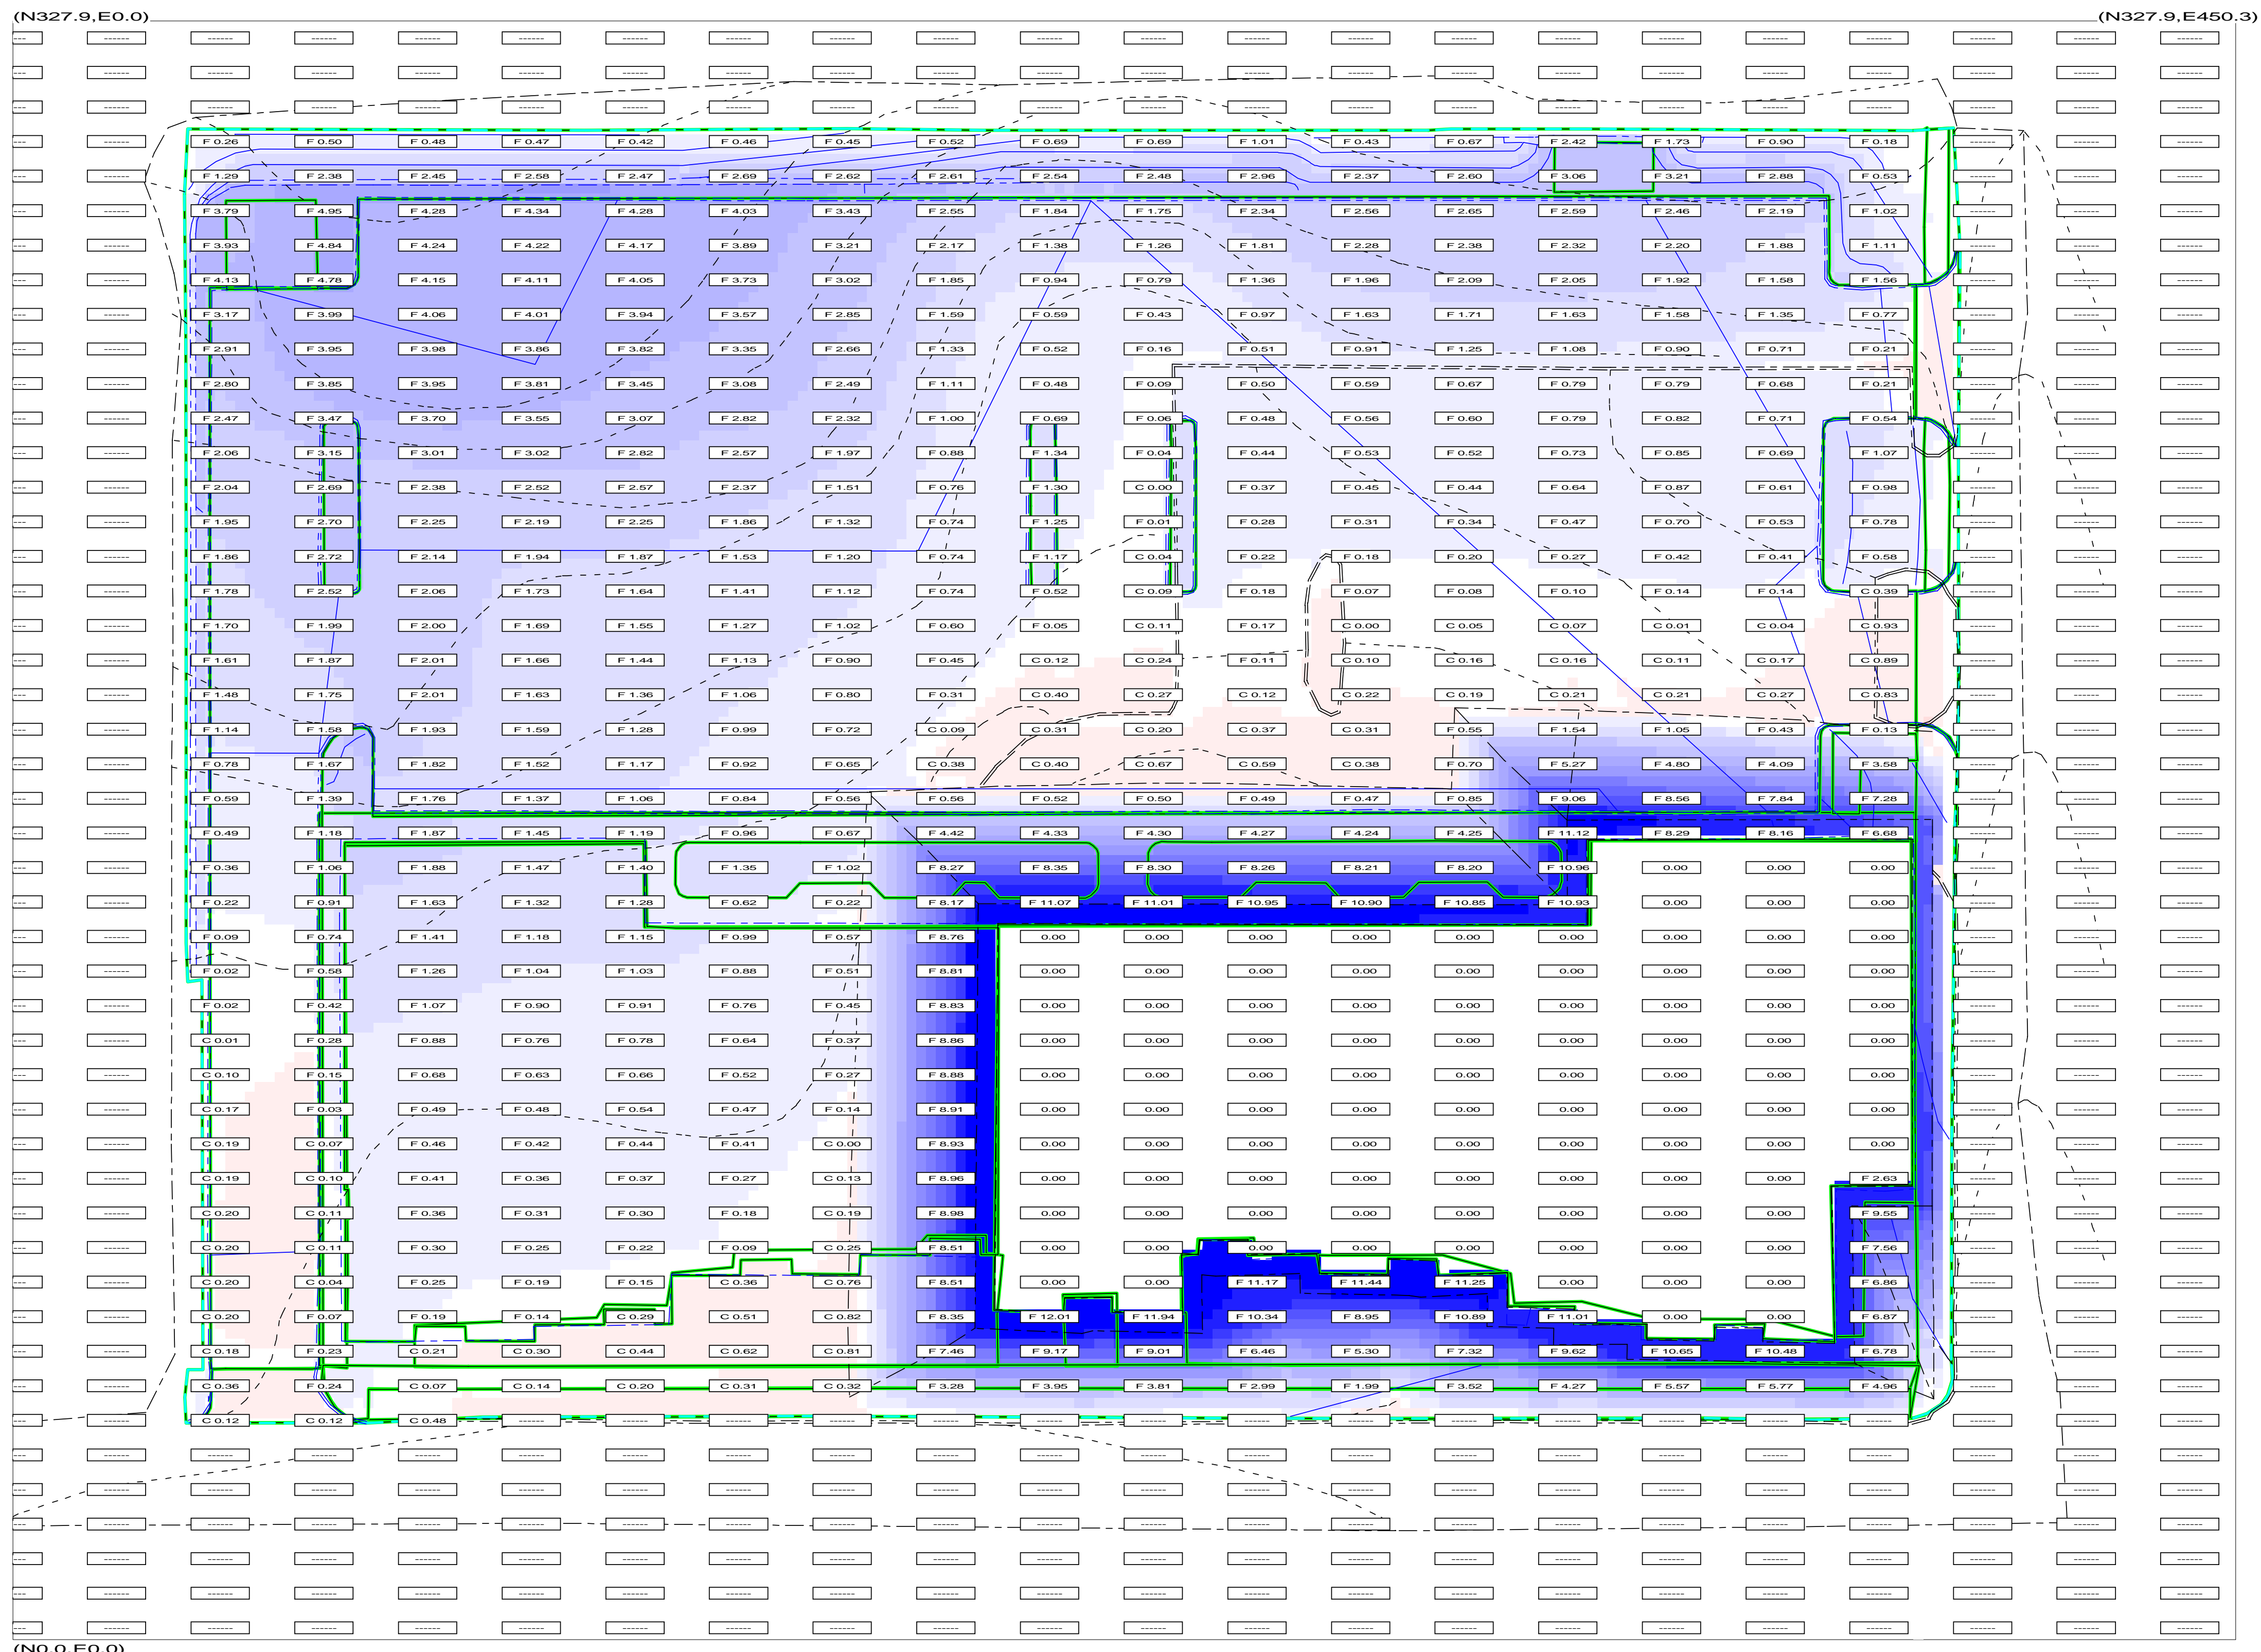 (N327.9,E0.0) (N327.9,E450.3)
--- ------ ------ ------ ------ ------ ------ ------ ------ ------ ------ ------ ------ ------ ------ ------ ------ ------ ------ ------ ------ ------
--- ------ ------ ------ ------ ------ ------ ------ ------ ------ ------ ------ ------ ------ ------ ------ ------ ------ ------ ------ ------ ------
--- ------ ------ ------ ------ ------ ------ ------ ------ ------ ------ ------ ------ ------ ------ ------ ------ ------ ------ ------ ------ ------
--- ------ F 0.26 F 0.50 F 0.48 F 0.47 F 0.42 F 0.46 F 0.45 F 0.52 F 0.69 F 0.69 F 1.01 F 0.43 F 0.67 F 2.42 F 1.73 F 0.90 F 0.18 ------ ------ ------
--- ------ F 1.29 F 2.38 F 2.45 F 2.58 F 2.47 F 2.69 F 2.62 F 2.61 F 2.54 F 2.48 F 2.96 F 2.37 F 2.60 F 3.06 F 3.21 F 2.88 F 0.53 ------ ------ ------
--- ------ F 3.79 F 4.95 F 4.28 F 4.34 F 4.28 F 4.03 F 3.43 F 2.55 F 1.84 F 1.75 F 2.34 F 2.56 F 2.65 F 2.59 F 2.46 F 2.19 F 1.02 ------ ------ ------
--- ------ F 3.93 F 4.84 F 4.24 F 4.22 F 4.17 F 3.89 F 3.21 F 2.17 F 1.38 F 1.26 F 1.81 F 2.28 F 2.38 F 2.32 F 2.20 F 1.88 F 1.11 ------ ------ ------
--- ------ F 4.13 F 4.78 F 4.15 F 4.11 F 4.05 F 3.73 F 3.02 F 1.85 F 0.94 F 0.79 F 1.36 F 1.96 F 2.09 F 2.05 F 1.92 F 1.58 F 1.56 ------ ------ ------
--- ------ F 3.17 F 3.99 F 4.06 F 4.01 F 3.94 F 3.57 F 2.85 F 1.59 F 0.59 F 0.43 F 0.97 F 1.63 F 1.71 F 1.63 F 1.58 F 1.35 F 0.77 ------ ------ ------
--- ------ F 2.91 F 3.95 F 3.98 F 3.86 F 3.82 F 3.35 F 2.66 F 1.33 F 0.52 F 0.16 F 0.51 F 0.91 F 1.25 F 1.08 F 0.90 F 0.71 F 0.21 ------ ------ ------
--- ------ F 2.80 F 3.85 F 3.95 F 3.81 F 3.45 F 3.08 F 2.49 F 1.11 F 0.48 F 0.09 F 0.50 F 0.59 F 0.67 F 0.79 F 0.79 F 0.68 F 0.21 ------ ------ ------
--- ------ F 2.47 F 3.47 F 3.70 F 3.55 F 3.07 F 2.82 F 2.32 F 1.00 F 0.69 F 0.06 F 0.48 F 0.56 F 0.60 F 0.79 F 0.82 F 0.71 F 0.54 ------ ------ ------
--- ------ F 2.06 F 3.15 F 3.01 F 3.02 F 2.82 F 2.57 F 1.97 F 0.88 F 1.34 F 0.04 F 0.44 F 0.53 F 0.52 F 0.73 F 0.85 F 0.69 F 1.07 ------ ------ ------
--- ------ F 2.04 F 2.69 F 2.38 F 2.52 F 2.57 F 2.37 F 1.51 F 0.76 F 1.30 C 0.00 F 0.37 F 0.45 F 0.44 F 0.64 F 0.87 F 0.61 F 0.98 ------ ------ ------
--- ------ F 1.95 F 2.70 F 2.25 F 2.19 F 2.25 F 1.86 F 1.32 F 0.74 F 1.25 F 0.01 F 0.28 F 0.31 F 0.34 F 0.47 F 0.70 F 0.53 F 0.78 ------ ------ ------
--- ------ F 1.86 F 2.72 F 2.14 F 1.94 F 1.87 F 1.53 F 1.20 F 0.74 F 1.17 C 0.04 F 0.22 F 0.18 F 0.20 F 0.27 F 0.42 F 0.41 F 0.58 ------ ------ ------
--- ------ F 1.78 F 2.52 F 2.06 F 1.73 F 1.64 F 1.41 F 1.12 F 0.74 F 0.52 C 0.09 F 0.18 F 0.07 F 0.08 F 0.10 F 0.14 F 0.14 C 0.39 ------ ------ ------
--- ------ F 1.70 F 1.99 F 2.00 F 1.69 F 1.55 F 1.27 F 1.02 F 0.60 F 0.05 C 0.11 F 0.17 C 0.00 C 0.05 C 0.07 C 0.01 C 0.04 C 0.93 ------ ------ ------
--- ------ F 1.61 F 1.87 F 2.01 F 1.66 F 1.44 F 1.13 F 0.90 F 0.45 C 0.12 C 0.24 F 0.11 C 0.10 C 0.16 C 0.16 C 0.11 C 0.17 C 0.89 ------ ------ ------
--- ------ F 1.48 F 1.75 F 2.01 F 1.63 F 1.36 F 1.06 F 0.80 F 0.31 C 0.40 C 0.27 C 0.12 C 0.22 C 0.19 C 0.21 C 0.21 C 0.27 C 0.83 ------ ------ ------
--- ------ F 1.14 F 1.58 F 1.93 F 1.59 F 1.28 F 0.99 F 0.72 C 0.09 C 0.31 C 0.20 C 0.37 C 0.31 F 0.55 F 1.54 F 1.05 F 0.43 F 0.13 ------ ------ ------
--- ------ F 0.78 F 1.67 F 1.82 F 1.52 F 1.17 F 0.92 F 0.65 C 0.38 C 0.40 C 0.67 C 0.59 C 0.38 F 0.70 F 5.27 F 4.80 F 4.09 F 3.58 ------ ------ ------
--- ------ F 0.59 F 1.39 F 1.76 F 1.37 F 1.06 F 0.84 F 0.56 F 0.56 F 0.52 F 0.50 F 0.49 F 0.47 F 0.85 F 9.06 F 8.56 F 7.84 F 7.28 ------ ------ ------
--- ------ F 0.49 F 1.18 F 1.87 F 1.45 F 1.19 F 0.96 F 0.67 F 4.42 F 4.33 F 4.30 F 4.27 F 4.24 F 4.25 F 11.12 F 8.29 F 8.16 F 6.68 ------ ------ ------
--- ------ F 0.36 F 1.06 F 1.88 F 1.47 F 1.40 F 1.35 F 1.02 F 8.27 F 8.35 F 8.30 F 8.26 F 8.21 F 8.20 F 10.96 0.00 0.00 0.00 ------ ------ ------
--- ------ F 0.22 F 0.91 F 1.63 F 1.32 F 1.28 F 0.62 F 0.22 F 8.17 F 11.07 F 11.01 F 10.95 F 10.90 F 10.85 F 10.93 0.00 0.00 0.00 ------ ------ ------
--- ------ F 0.09 F 0.74 F 1.41 F 1.18 F 1.15 F 0.99 F 0.57 F 8.76 0.00 0.00 0.00 0.00 0.00 0.00 0.00 0.00 0.00 ------ ------ ------
--- ------ F 0.02 F 0.58 F 1.26 F 1.04 F 1.03 F 0.88 F 0.51 F 8.81 0.00 0.00 0.00 0.00 0.00 0.00 0.00 0.00 0.00 ------ ------ ------
--- ------ F 0.02 F 0.42 F 1.07 F 0.90 F 0.91 F 0.76 F 0.45 F 8.83 0.00 0.00 0.00 0.00 0.00 0.00 0.00 0.00 0.00 ------ ------ ------
--- ------ C 0.01 F 0.28 F 0.88 F 0.76 F 0.78 F 0.64 F 0.37 F 8.86 0.00 0.00 0.00 0.00 0.00 0.00 0.00 0.00 0.00 ------ ------ ------
--- ------ C 0.10 F 0.15 F 0.68 F 0.63 F 0.66 F 0.52 F 0.27 F 8.88 0.00 0.00 0.00 0.00 0.00 0.00 0.00 0.00 0.00 ------ ------ ------
--- ------ C 0.17 F 0.03 F 0.49 F 0.48 F 0.54 F 0.47 F 0.14 F 8.91 0.00 0.00 0.00 0.00 0.00 0.00 0.00 0.00 0.00 ------ ------ ------
--- ------ C 0.19 C 0.07 F 0.46 F 0.42 F 0.44 F 0.41 C 0.00 F 8.93 0.00 0.00 0.00 0.00 0.00 0.00 0.00 0.00 0.00 ------ ------ ------
--- ------ C 0.19 C 0.10 F 0.41 F 0.36 F 0.37 F 0.27 C 0.13 F 8.96 0.00 0.00 0.00 0.00 0.00 0.00 0.00 0.00 F 2.63 ------ ------ ------
--- ------ C 0.20 C 0.11 F 0.36 F 0.31 F 0.30 F 0.18 C 0.19 F 8.98 0.00 0.00 0.00 0.00 0.00 0.00 0.00 0.00 F 9.55 ------ ------ ------
--- ------ C 0.20 C 0.11 F 0.30 F 0.25 F 0.22 F 0.09 C 0.25 F 8.51 0.00 0.00 0.00 0.00 0.00 0.00 0.00 0.00 F 7.56 ------ ------ ------
--- ------ C 0.20 C 0.04 F 0.25 F 0.19 F 0.15 C 0.36 C 0.76 F 8.51 0.00 0.00 F 11.17 F 11.44 F 11.25 0.00 0.00 0.00 F 6.86 ------ ------ ------
--- ------ C 0.20 F 0.07 F 0.19 F 0.14 C 0.29 C 0.51 C 0.82 F 8.35 F 12.01 F 11.94 F 10.34 F 8.95 F 10.89 F 11.01 0.00 0.00 F 6.87 ------ ------ ------
--- ------ C 0.18 F 0.23 C 0.21 C 0.30 C 0.44 C 0.62 C 0.81 F 7.46 F 9.17 F 9.01 F 6.46 F 5.30 F 7.32 F 9.62 F 10.65 F 10.48 F 6.78 ------ ------ ------
--- ------ C 0.36 F 0.24 C 0.07 C 0.14 C 0.20 C 0.31 C 0.32 F 3.28 F 3.95 F 3.81 F 2.99 F 1.99 F 3.52 F 4.27 F 5.57 F 5.77 F 4.96 ------ ------ ------
--- ------ C 0.12 C 0.12 C 0.48 ------ ------ ------ ------ ------ ------ ------ ------ ------ ------ ------ ------ ------ ------ ------ ------ ------
--- ------ ------ ------ ------ ------ ------ ------ ------ ------ ------ ------ ------ ------ ------ ------ ------ ------ ------ ------ ------ ------
--- ------ ------ ------ ------ ------ ------ ------ ------ ------ ------ ------ ------ ------ ------ ------ ------ ------ ------ ------ ------ ------
--- ------ ------ ------ ------ ------ ------ ------ ------ ------ ------ ------ ------ ------ ------ ------ ------ ------ ------ ------ ------ ------
--- ------ ------ ------ ------ ------ ------ ------ ------ ------ ------ ------ ------ ------ ------ ------ ------ ------ ------ ------ ------ ------
--- ------ ------ ------ ------ ------ ------ ------ ------ ------ ------ ------ ------ ------ ------ ------ ------ ------ ------ ------ ------ ------
--- ------ ------ ------ ------ ------ ------ ------ ------ ------ ------ ------ ------ ------ ------ ------ ------ ------ ------ ------ ------ ------
(N0.0,E0.0)